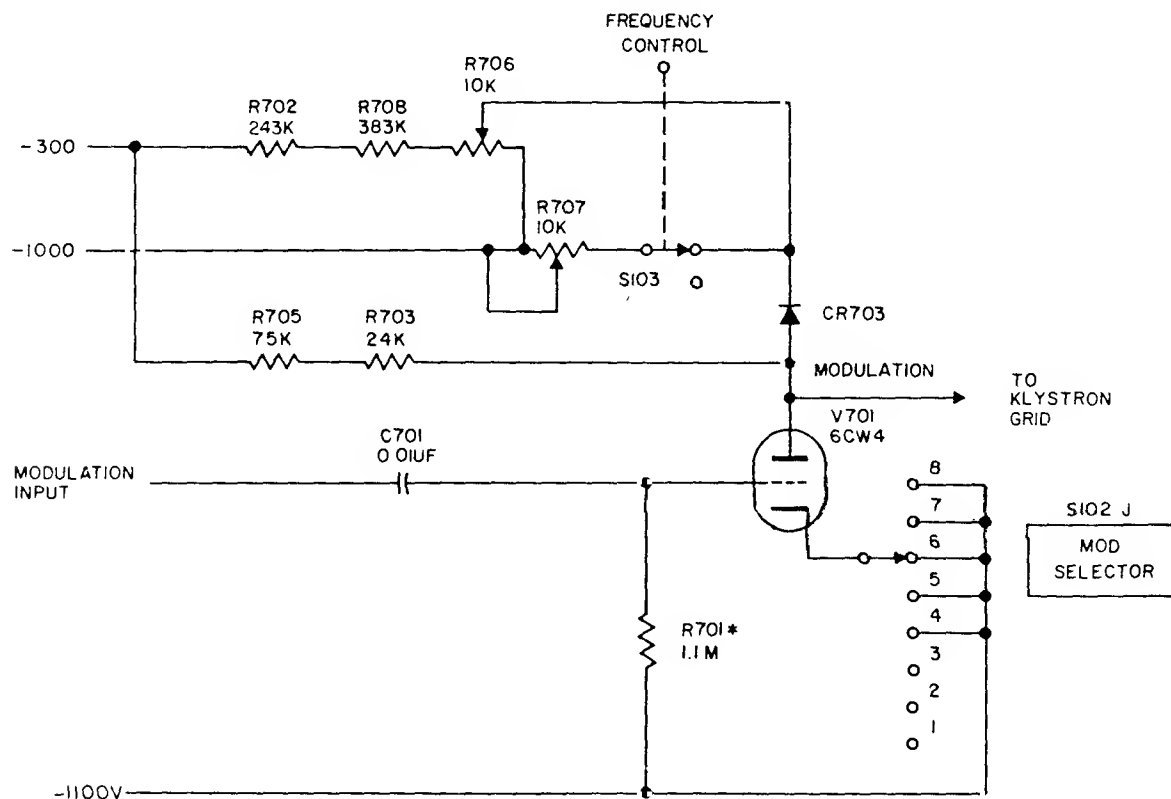 FREQUENCY
CONTROL
R706
10K
R702
243K
R708
383K
-300
R707
10K
-1000
S103
CR703
R705
75K
R703
24K
MODULATION
TO
KLYSTRON
GRID
V701
6CW4
C701
0.01UF
MODULATION
INPUT
8
7
6
5
4
3
2
1
S102 J
MOD
SELECTOR
R701*
1.1M
-1100V